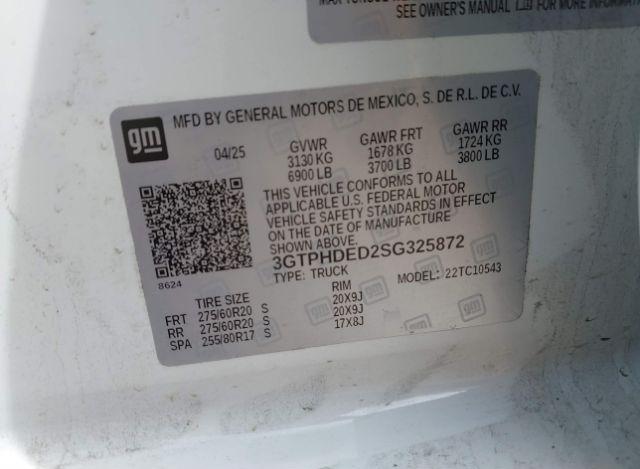 SEE OWNER'S MANUAL FOR MORE INFORMATION
gm
MFD BY GENERAL MOTORS DE MEXICO, S. DE R.L. DE C.V.
04/25 GVWR GAWR FRT GAWR RR
3130 KG 1678 KG 1724 KG
6900 LB 3700 LB 3800 LB
THIS VEHICLE CONFORMS TO ALL
APPLICABLE U.S. FEDERAL MOTOR
VEHICLE SAFETY STANDARDS IN EFFECT
ON THE DATE OF MANUFACTURE
SHOWN ABOVE.
3GTPHDED2SG325872
8624 TYPE: TRUCK MODEL: 22TC10543
TIRE SIZE RIM
FRT 275/60R20 S 20X9J
RR 275/60R20 S 20X9J
SPA 255/80R17 S 17X8J